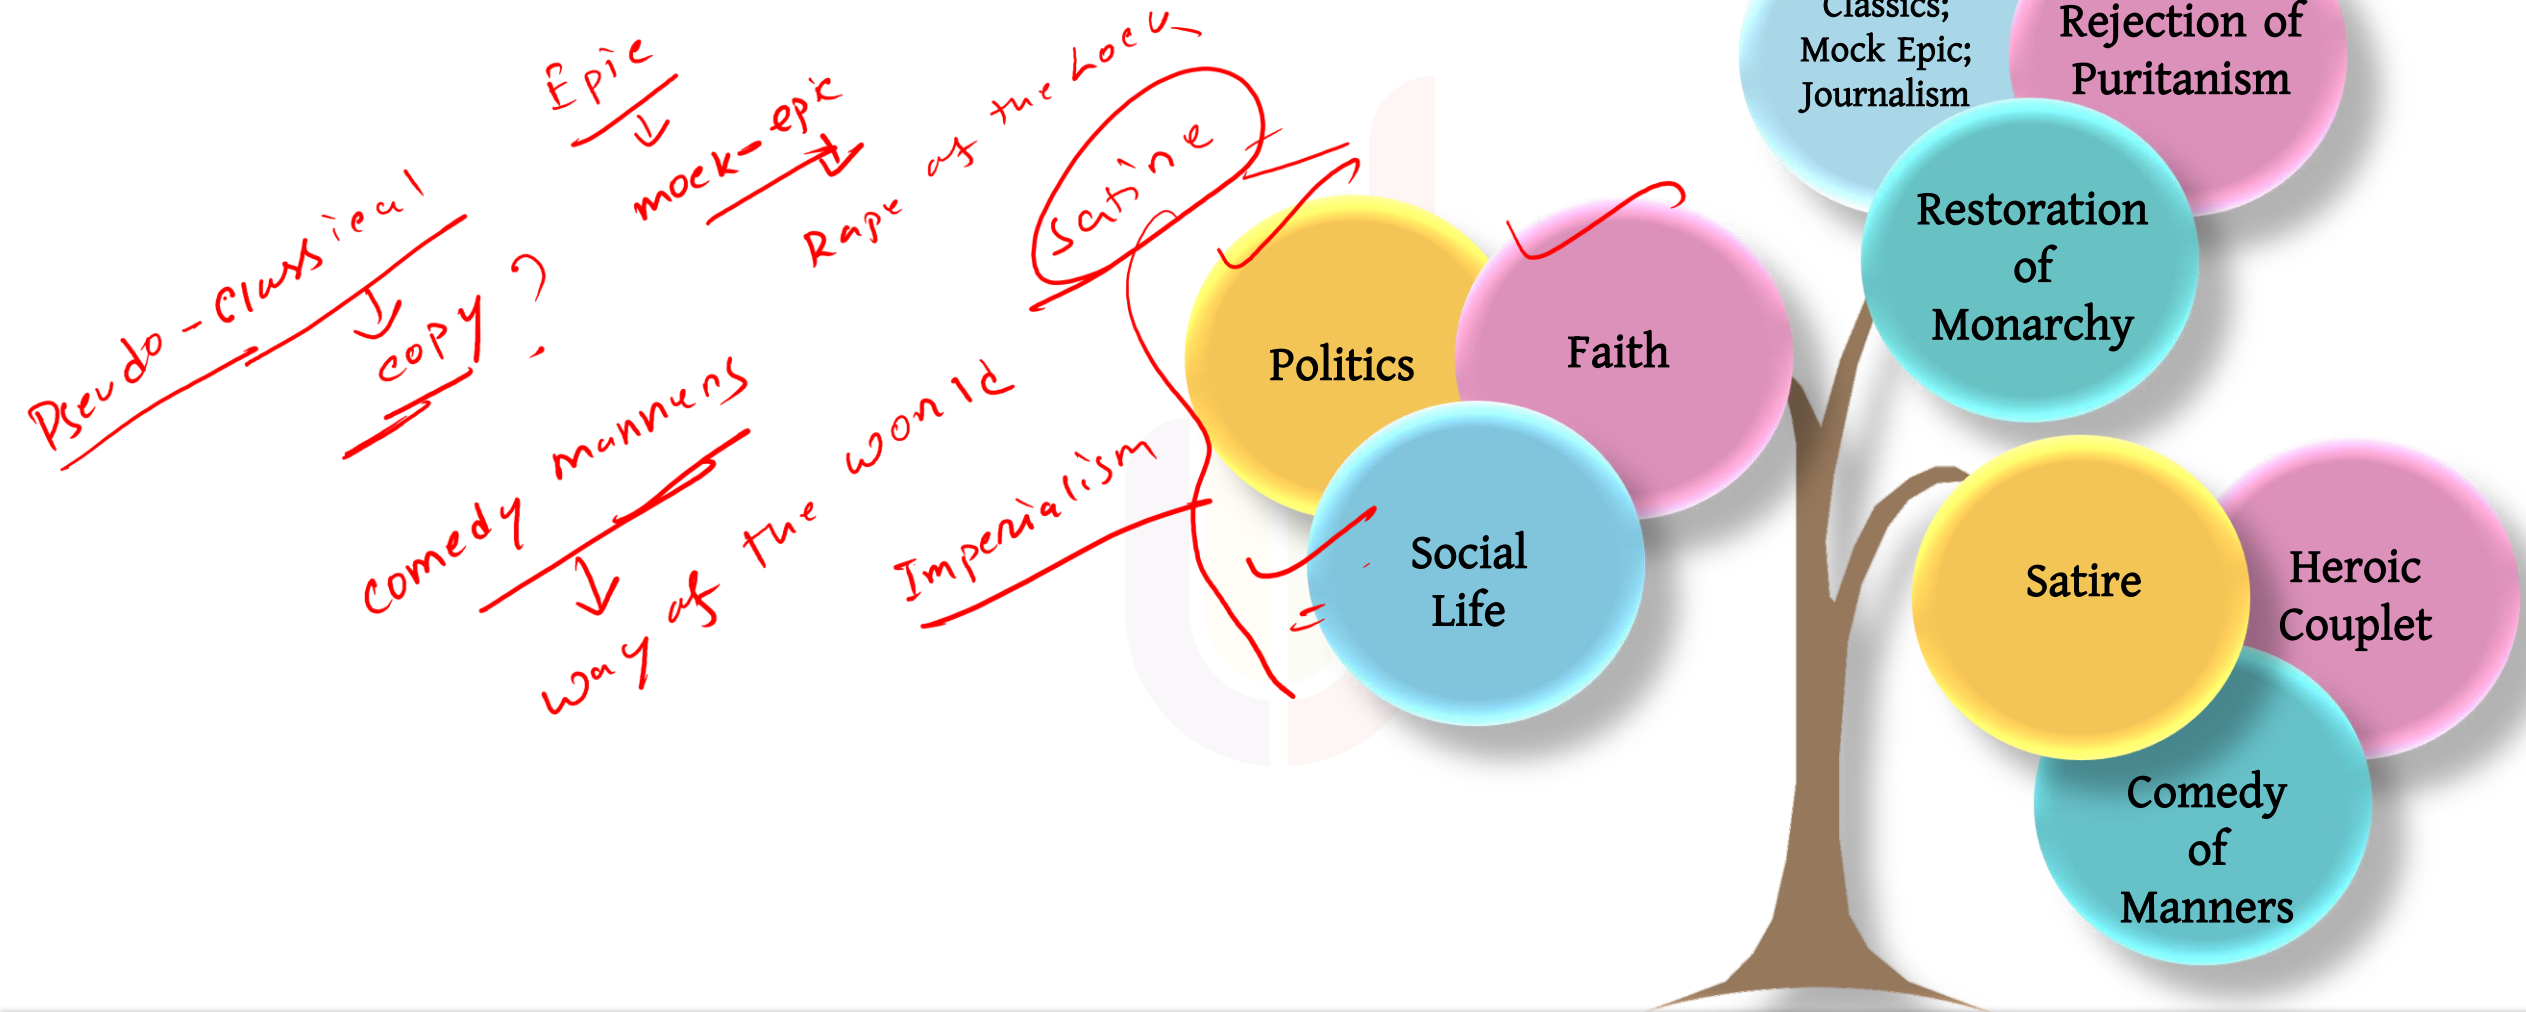 Epic
mock-epic
Rape of the Lock
Satire
Pseudo-Classical
copy ?
comedy manners
way of the world
Imperialism
Classics;
Mock Epic;
Journalism
Rejection of
Puritanism
Restoration
of
Monarchy
Politics
Faith
Social
Life
Satire
Heroic
Couplet
Comedy
of
Manners